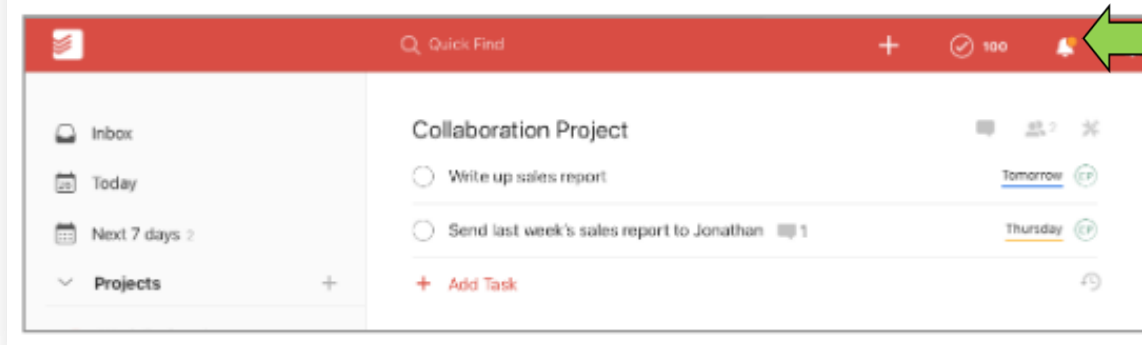 Quick Find
100
Inbox
Today
Next 7 days 2
Projects
Collaboration Project
2
Write up sales report
Tomorrow
CP
Send last week's sales report to Jonathan 1
Thursday
CP
Add Task